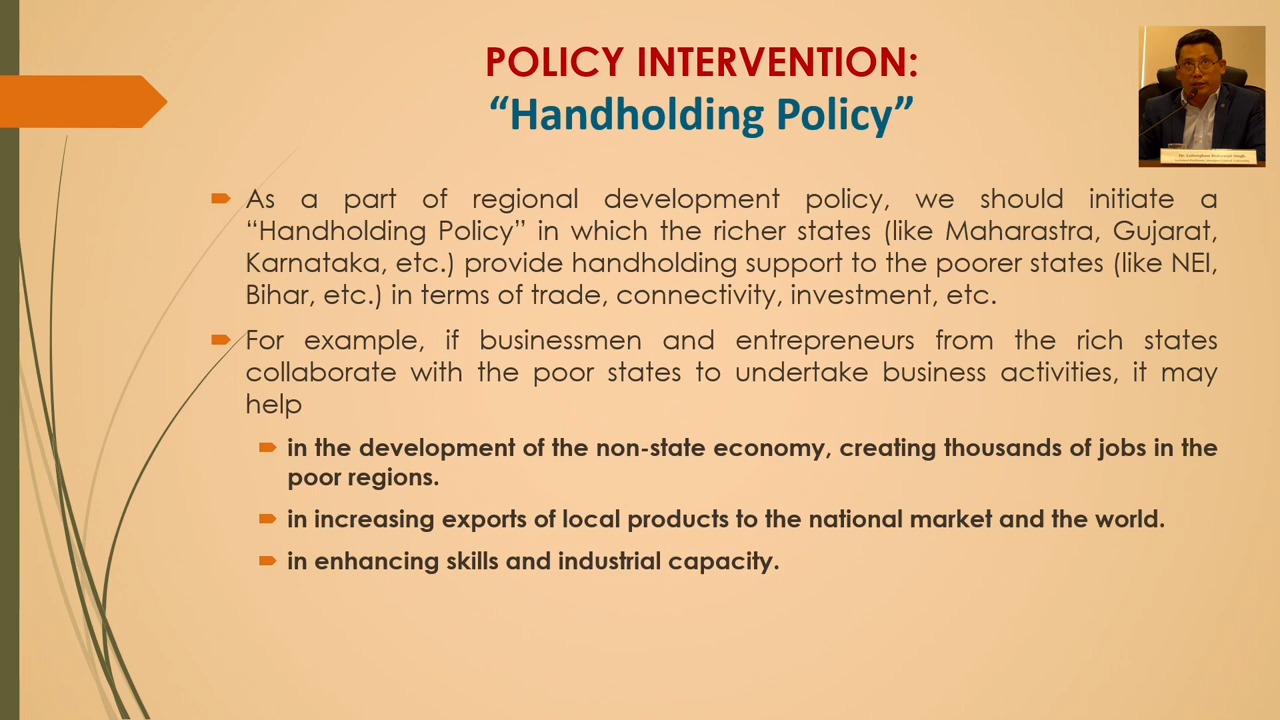 POLICY INTERVENTION:
“Handholding Policy”
As a part of regional development policy, we should initiate a
“Handholding Policy” in which the richer states (like Maharastra, Gujarat,
Karnataka, etc.) provide handholding support to the poorer states (like NEI,
Bihar, etc.) in terms of trade, connectivity, investment, etc.
For example, if businessmen and entrepreneurs from the rich states
collaborate with the poor states to undertake business activities, it may
help
in the development of the non-state economy, creating thousands of jobs in the
poor regions.
in increasing exports of local products to the national market and the world.
in enhancing skills and industrial capacity.